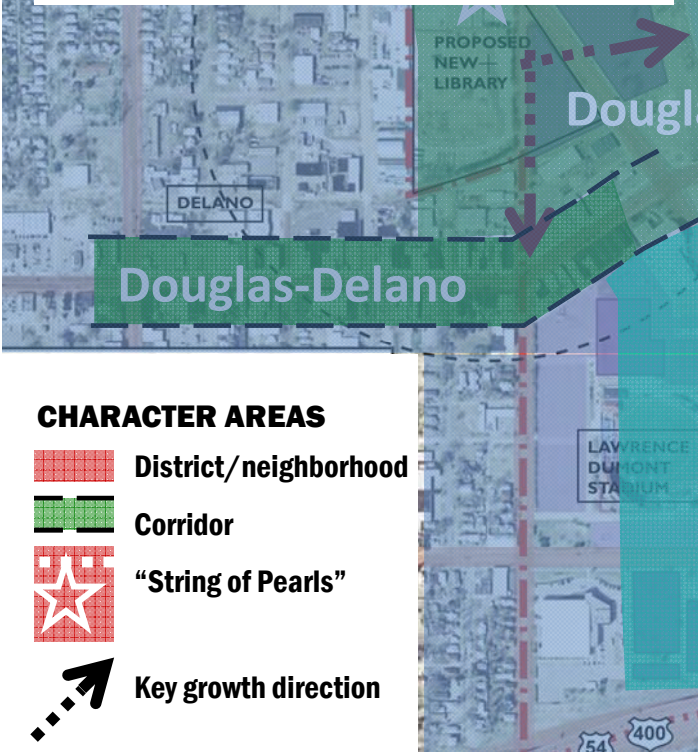 PROPOSED
NEW
LIBRARY
Dougla
DELANO
Douglas-Delano
CHARACTER AREAS
District/neighborhood
Corridor
“String of Pearls”
Key growth direction
LAWRENCE
DUMONT
STADIUM
54
400